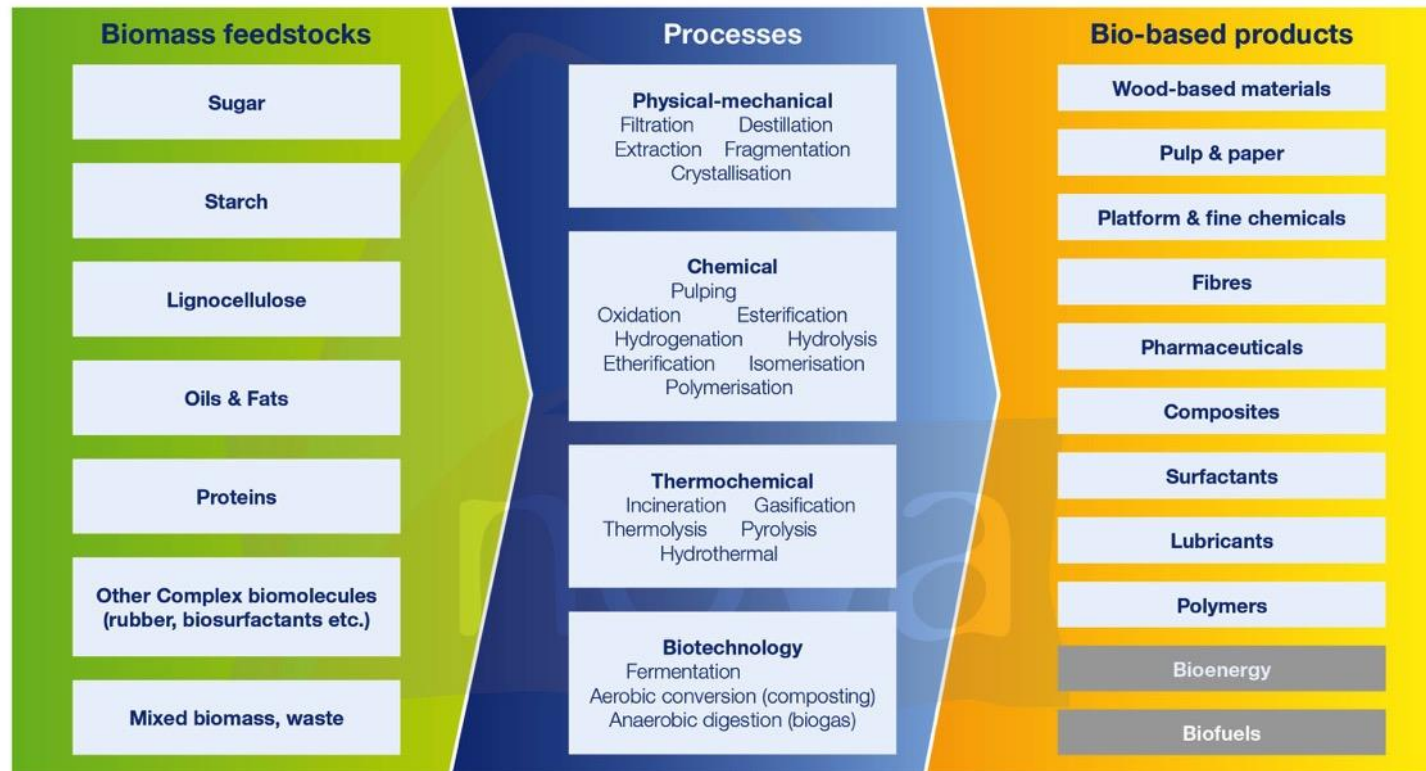 Biomass feedstocks
Sugar
Starch
Lignocellulose
Oils & Fats
Proteins
Other Complex biomolecules
(rubber, biosurfactants etc.)
Mixed biomass, waste
Processes
Physical-mechanical
Filtration Destillation
Extraction Fragmentation
Crystallisation
Chemical
Pulping
Oxidation Esterification
Hydrogenation Hydrolysis
Etherification Isomerisation
Polymerisation
Thermochemical
Incineration Gasification
Thermolysis Pyrolysis
Hydrothermal
Biotechnology
Fermentation
Aerobic conversion (composting)
Anaerobic digestion (biogas)
Bio-based products
Wood-based materials
Pulp & paper
Platform & fine chemicals
Fibres
Pharmaceuticals
Composites
Surfactants
Lubricants
Polymers
Bioenergy
Biofuels
nova